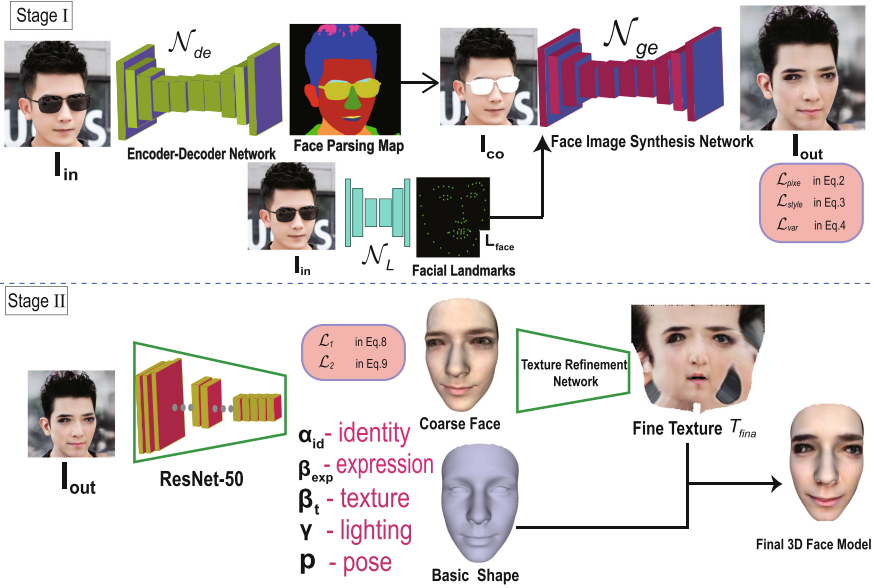 Stage I
N_de
N_ge
I_in
Encoder-Decoder Network
Face Parsing Map
I_co
Face Image Synthesis Network
I_out
ℒ_pixe in Eq.2
ℒ_style in Eq.3
ℒ_var in Eq.4
I_in
N_L
L_face
Facial Landmarks
Stage II
ℒ_1 in Eq.8
ℒ_2 in Eq.9
I_out
ResNet-50
α_id - identity
β_exp - expression
β_t - texture
γ - lighting
p - pose
Coarse Face
Texture Refinement
Network
Fine Texture T_fina
Basic Shape
Final 3D Face Model